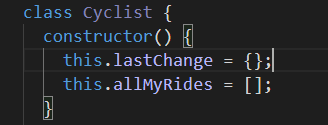 class Cyclist {
  constructor() {
    this.lastChange = {};
    this.allMyRides = [];
  }